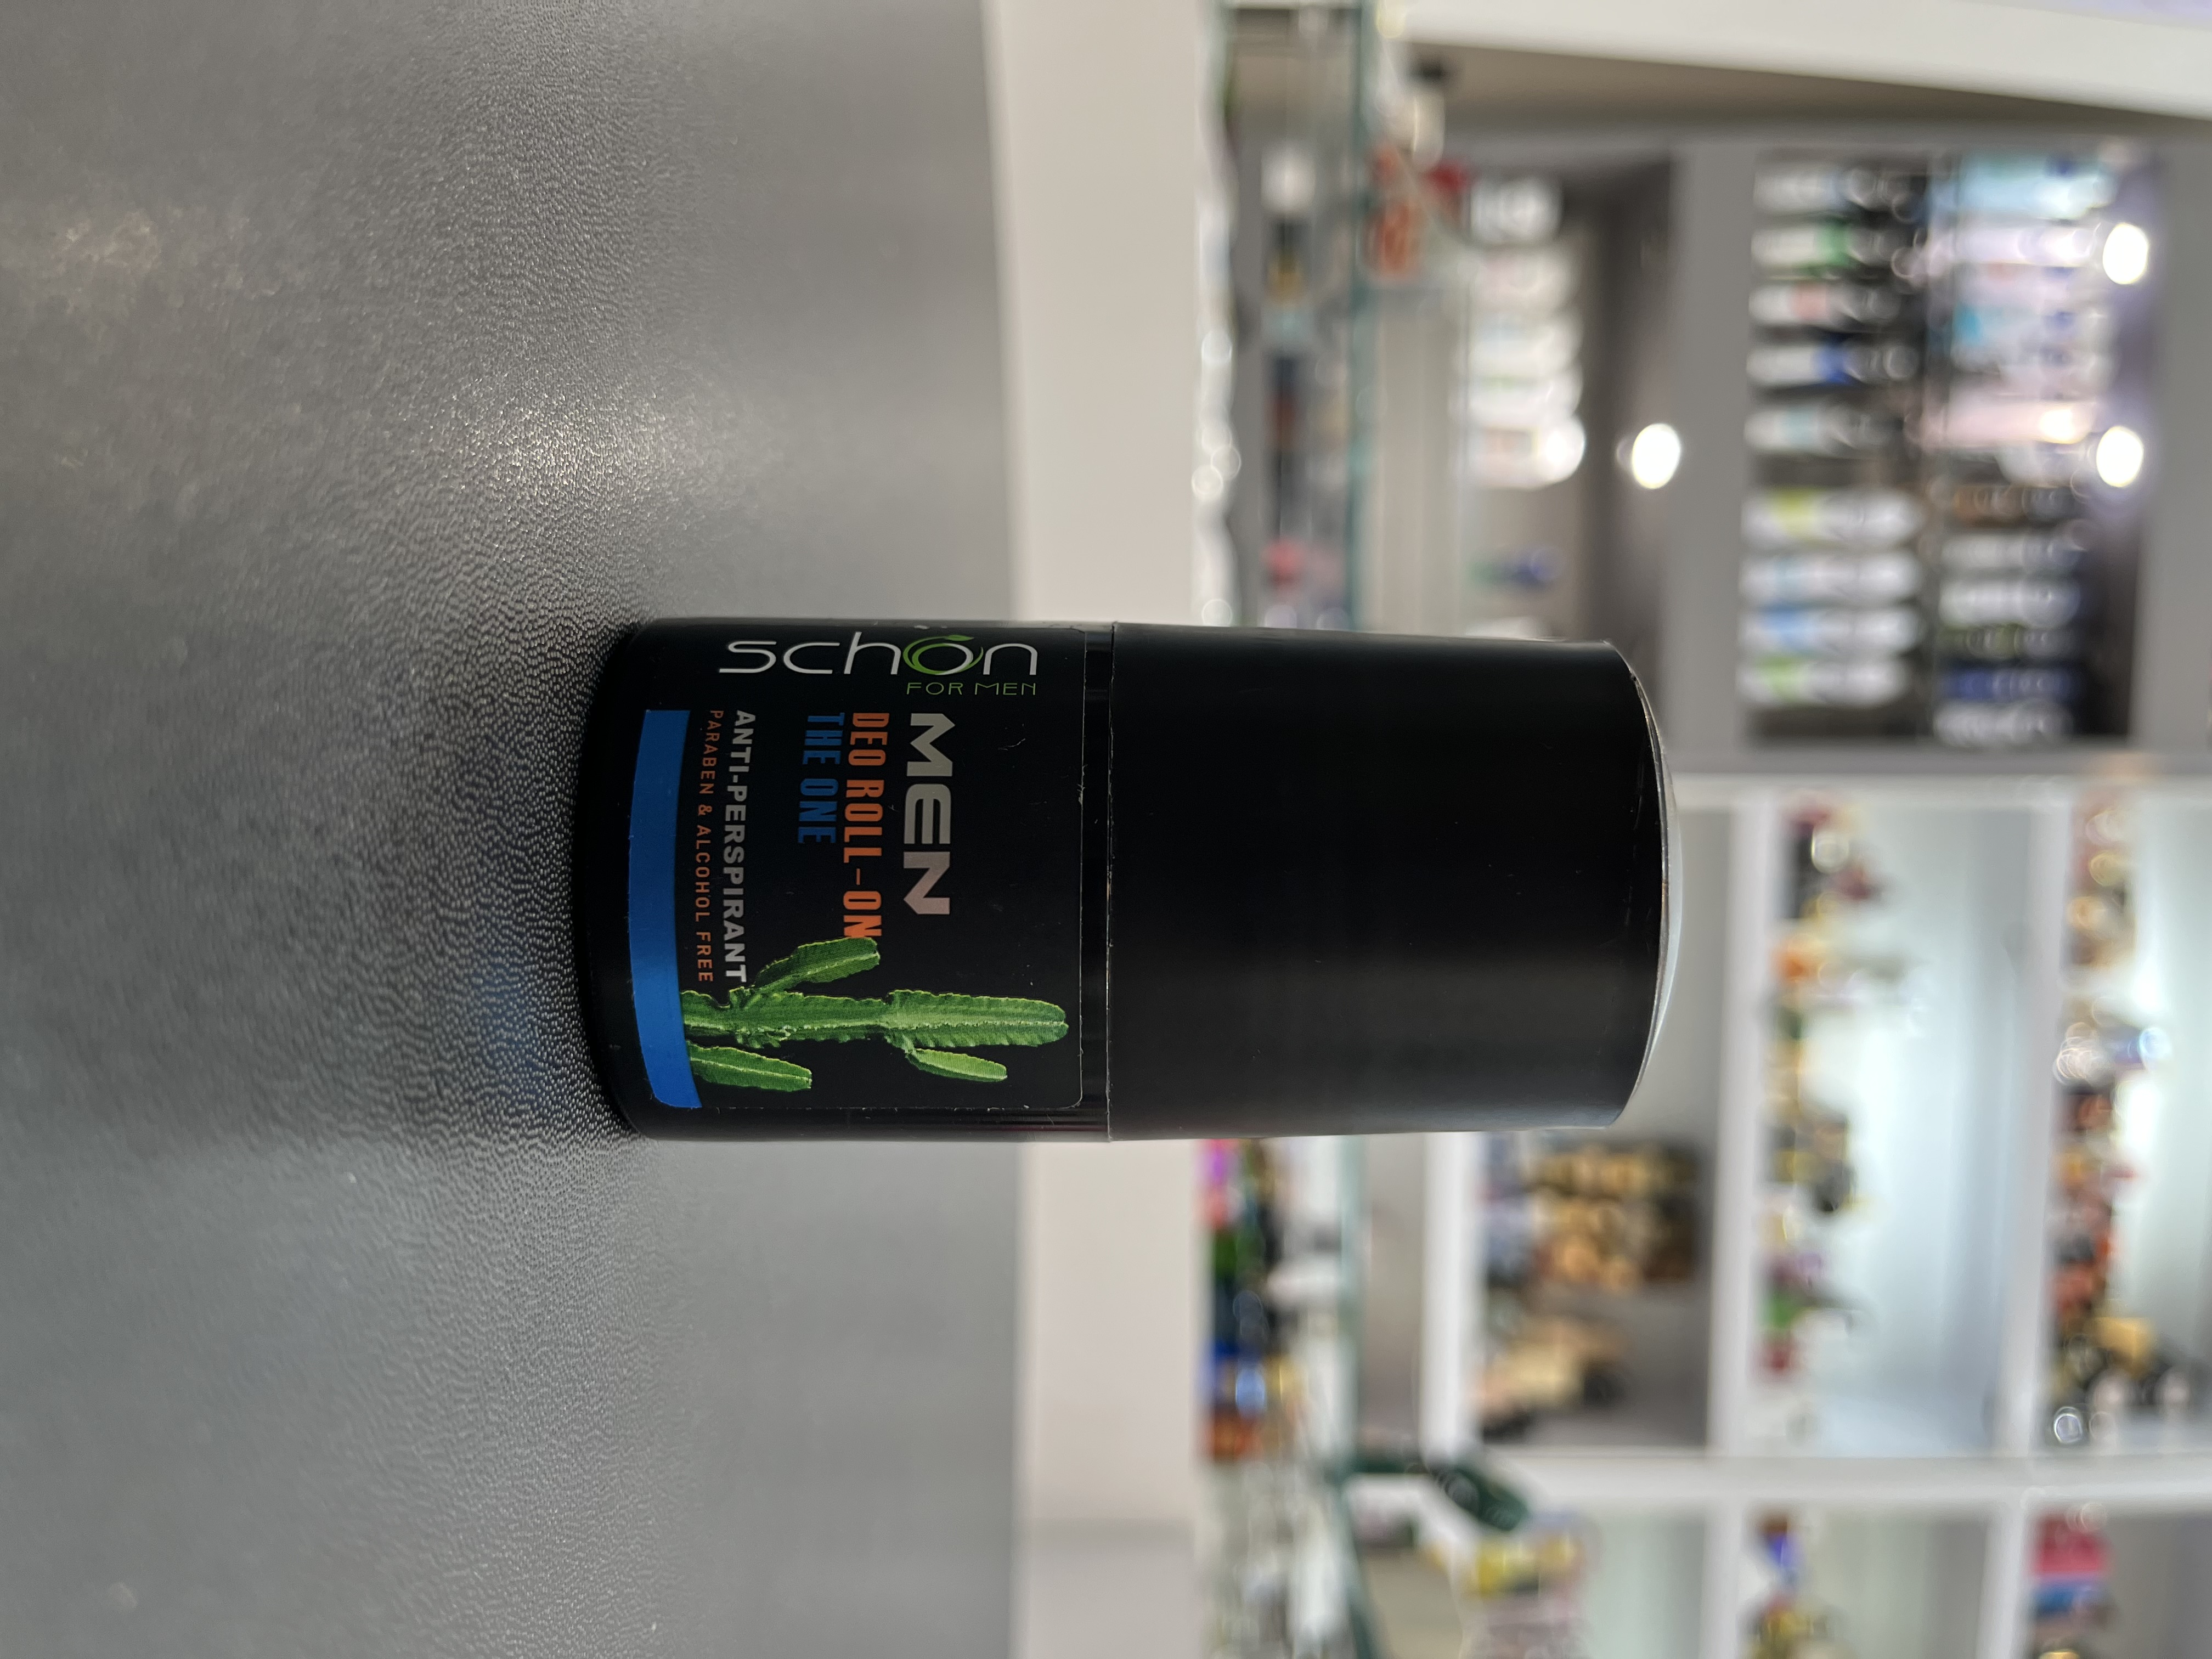 schön
FOR MEN
MEN
DEO ROLL-ON
THE ONE
ANTI-PERSPIRANT
PARABEN & ALCOHOL FREE